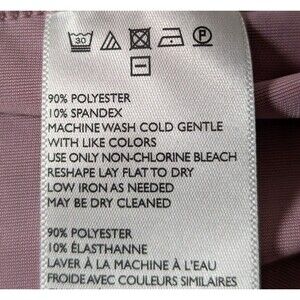 30
P
90% POLYESTER
10% SPANDEX
MACHINE WASH COLD GENTLE
WITH LIKE COLORS
USE ONLY NON-CHLORINE BLEACH
RESHAPE LAY FLAT TO DRY
LOW IRON AS NEEDED
MAY BE DRY CLEANED
90% POLYESTER
10% ÉLASTHANNE
LAVER À LA MACHINE À L'EAU
FROIDE AVEC COULEURS SIMILAIRES